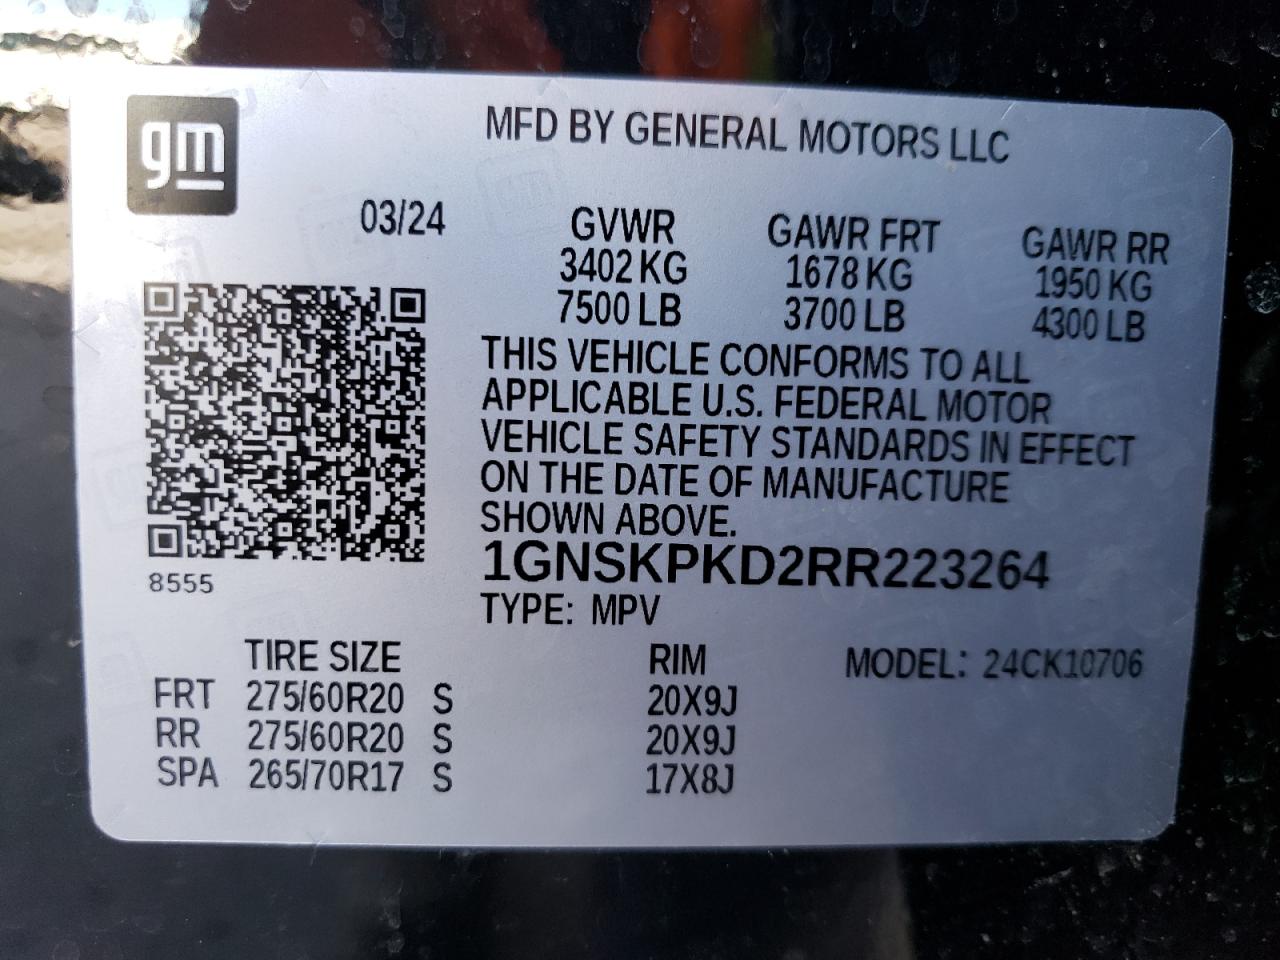 gm
MFD BY GENERAL MOTORS LLC
03/24
GVWR GAWR FRT GAWR RR
3402 KG 1678 KG 1950 KG
7500 LB 3700 LB 4300 LB
THIS VEHICLE CONFORMS TO ALL
APPLICABLE U.S. FEDERAL MOTOR
VEHICLE SAFETY STANDARDS IN EFFECT
ON THE DATE OF MANUFACTURE
SHOWN ABOVE.
1GNSKPKD2RR223264
8555
TYPE: MPV
TIRE SIZE RIM MODEL: 24CK10706
FRT 275/60R20 S 20X9J
RR 275/60R20 S 20X9J
SPA 265/70R17 S 17X8J